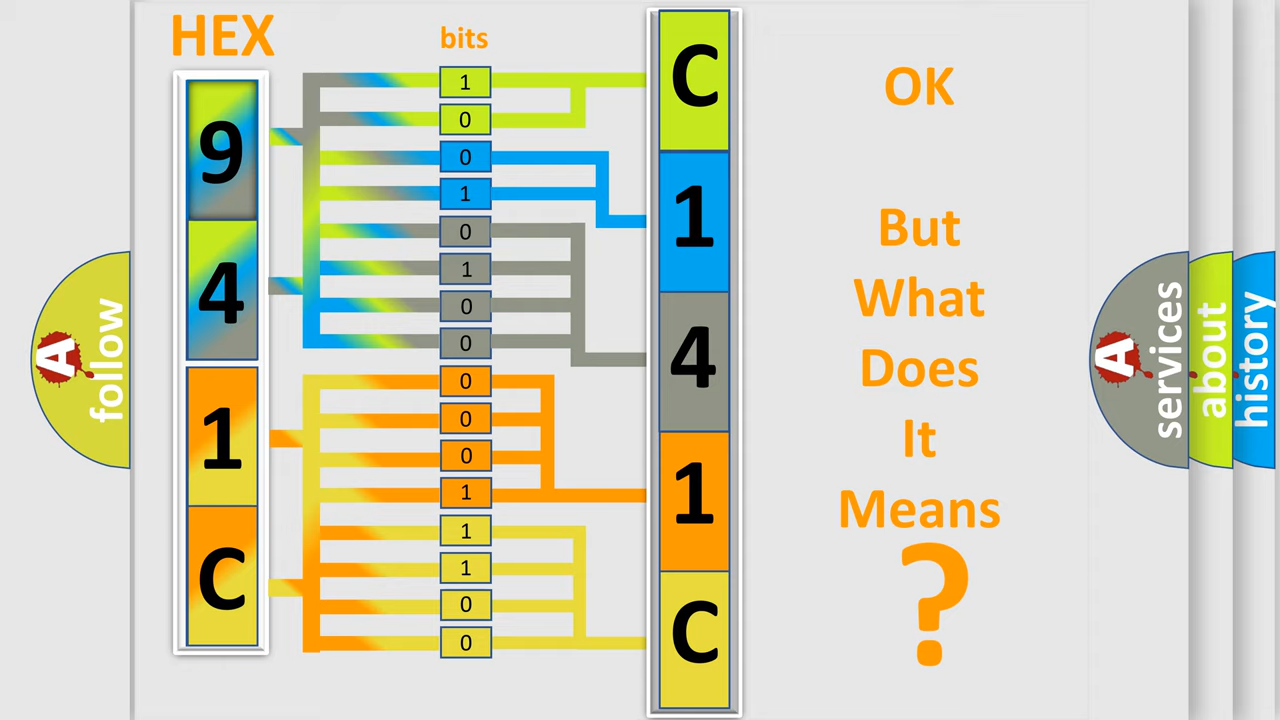 HEX
bits
9
4
1
C
1
0
0
1
0
1
0
0
0
0
0
1
1
1
0
0
C
1
4
1
C
OK
But
What
Does
It
Means
?
A
follow
A
services
about
history